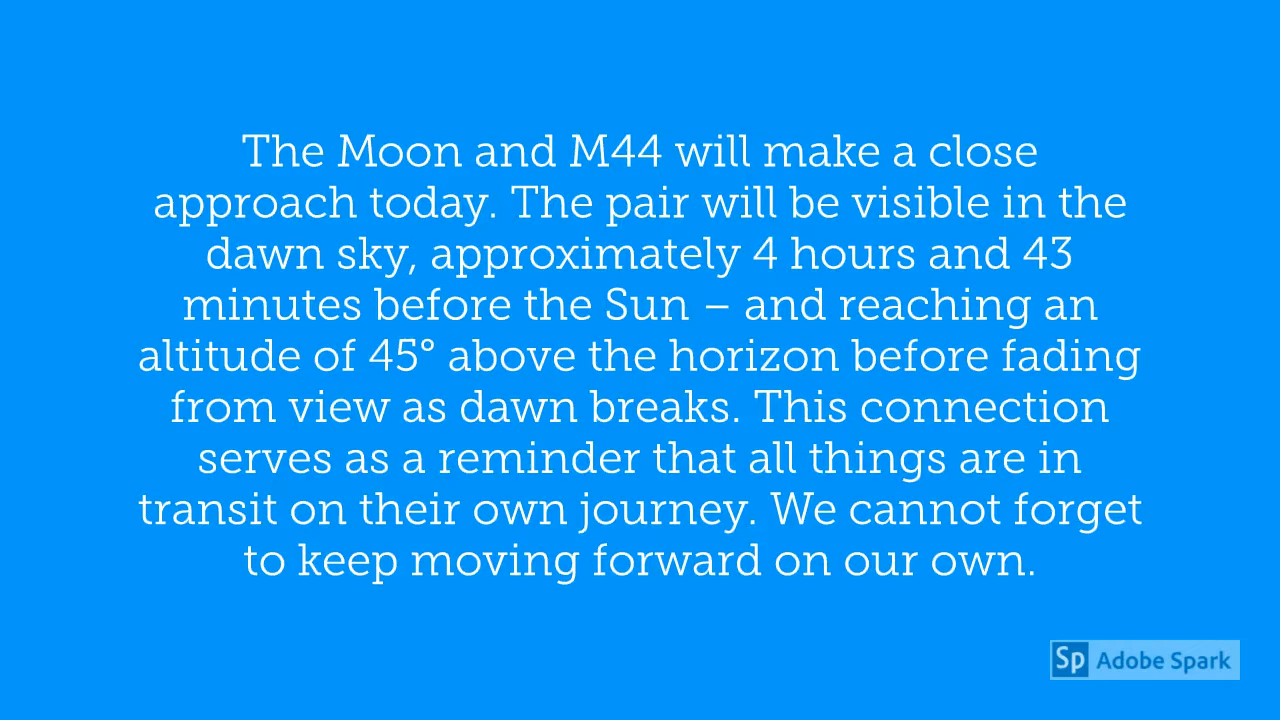 The Moon and M44 will make a close
approach today. The pair will be visible in the
dawn sky, approximately 4 hours and 43
minutes before the Sun – and reaching an
altitude of 45° above the horizon before fading
from view as dawn breaks. This connection
serves as a reminder that all things are in
transit on their own journey. We cannot forget
to keep moving forward on our own.
Sp Adobe Spark